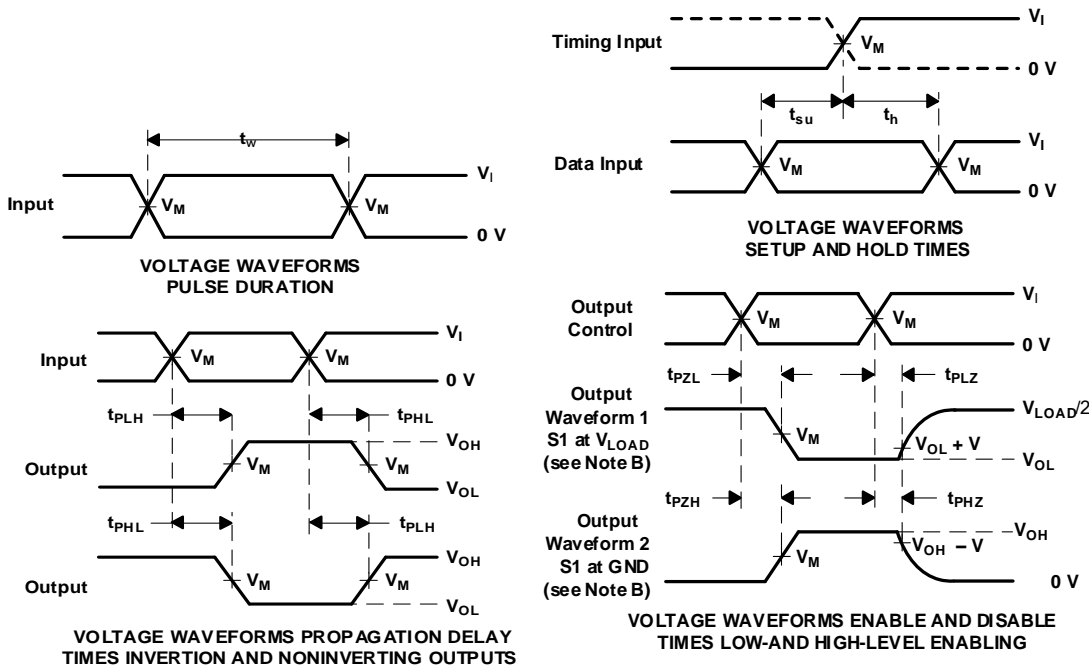 t_w
Input
V_M
V_M
V_I
0 V
VOLTAGE WAVEFORMS
PULSE DURATION
Timing Input
V_M
V_I
0 V
t_su
t_h
Data Input
V_M
V_M
V_I
0 V
VOLTAGE WAVEFORMS
SETUP AND HOLD TIMES
Input
V_M
V_M
V_I
0 V
t_PLH
t_PHL
Output
V_M
V_M
V_OH
V_OL
t_PHL
t_PLH
Output
V_M
V_M
V_OH
V_OL
VOLTAGE WAVEFORMS PROPAGATION DELAY
TIMES INVERTION AND NONINVERTING OUTPUTS
Output
Control
V_M
V_M
V_I
0 V
t_PZL
t_PLZ
Output
Waveform 1
S1 at V_LOAD
(see Note B)
V_M
V_LOAD/2
V_OL + V
V_OL
t_PZH
t_PHZ
Output
Waveform 2
S1 at GND
(see Note B)
V_M
V_OH
V_OH − V
0 V
VOLTAGE WAVEFORMS ENABLE AND DISABLE
TIMES LOW-AND HIGH-LEVEL ENABLING